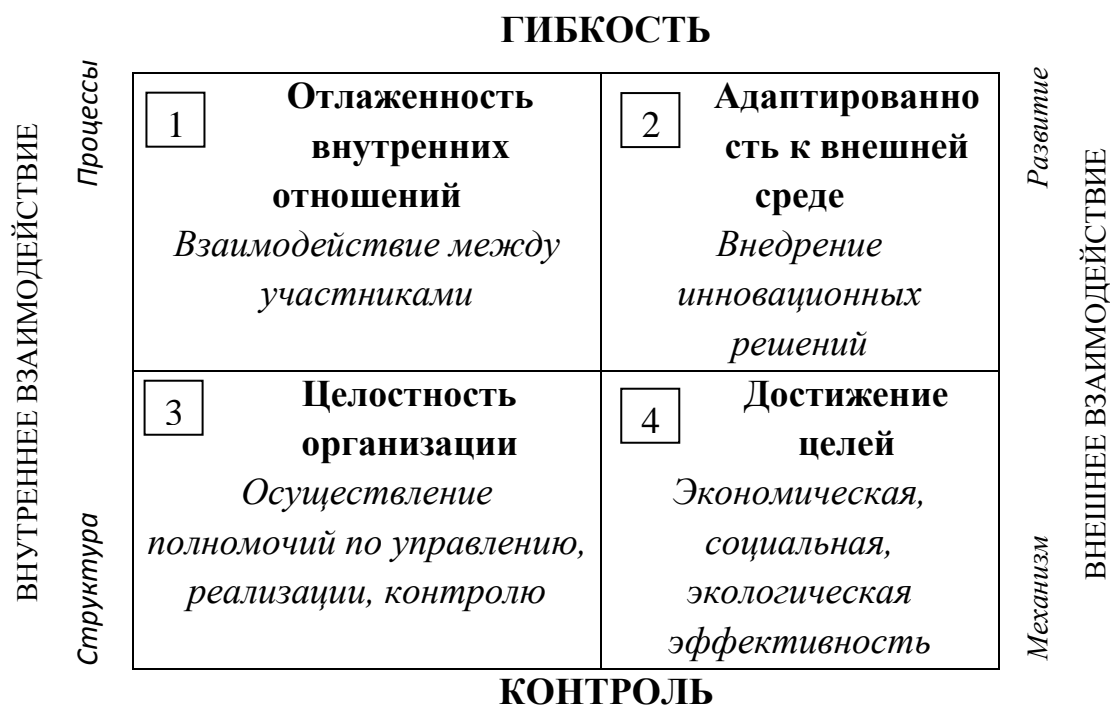 ГИБКОСТЬ
ВНУТРЕННЕЕ ВЗАИМОДЕЙСТВИЕ
Процессы
Структура
1
Отлаженность
внутренних
отношений
Взаимодействие между
участниками
2
Адаптированно
сть к внешней
среде
Внедрение
инновационных
решений
3
Целостность
организации
Осуществление
полномочий по управлению,
реализации, контролю
4
Достижение
целей
Экономическая,
социальная,
экологическая
эффективность
Развитие
Механизм
ВНЕШНЕЕ ВЗАИМОДЕЙСТВИЕ
КОНТРОЛЬ